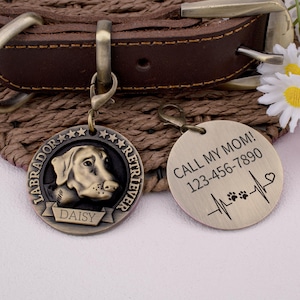 LABRADOR RETRIEVER
DAISY
CALL MY MOM!
123-456-7890